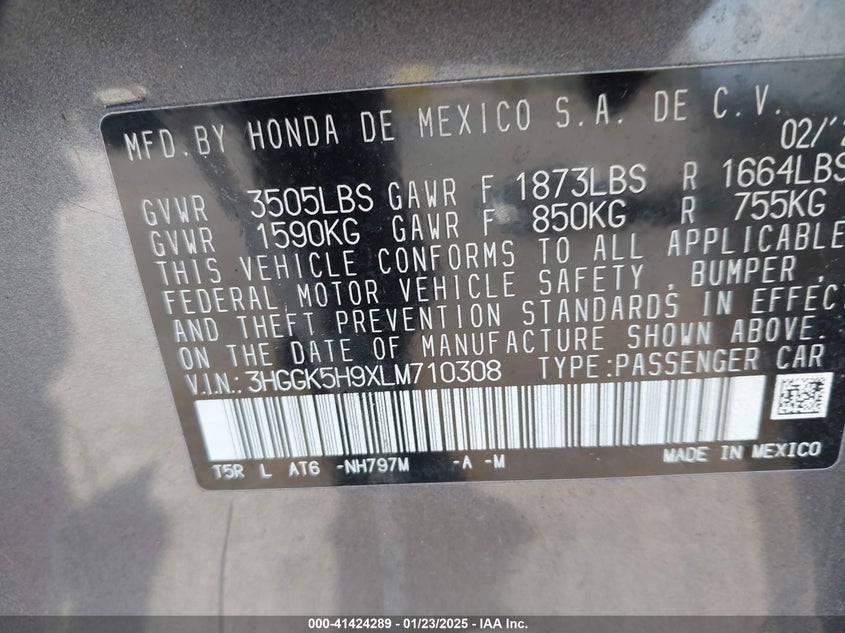 MFD. BY HONDA DE MEXICO S.A. DE C.V.
02/'2
GVWR 3505LBS GAWR F 1873LBS R 1664LBS
GVWR 1590KG GAWR F 850KG R 755KG
THIS VEHICLE CONFORMS TO ALL APPLICABLE
FEDERAL MOTOR VEHICLE SAFETY, BUMPER,
AND THEFT PREVENTION STANDARDS IN EFFECT
ON THE DATE OF MANUFACTURE SHOWN ABOVE.
V.I.N.: 3HGGK5H9XLM710308 TYPE:PASSENGER CAR
T5R L AT6 -NH797M -A -M MADE IN MEXICO
000-41424289 - 01/23/2025 - IAA Inc.